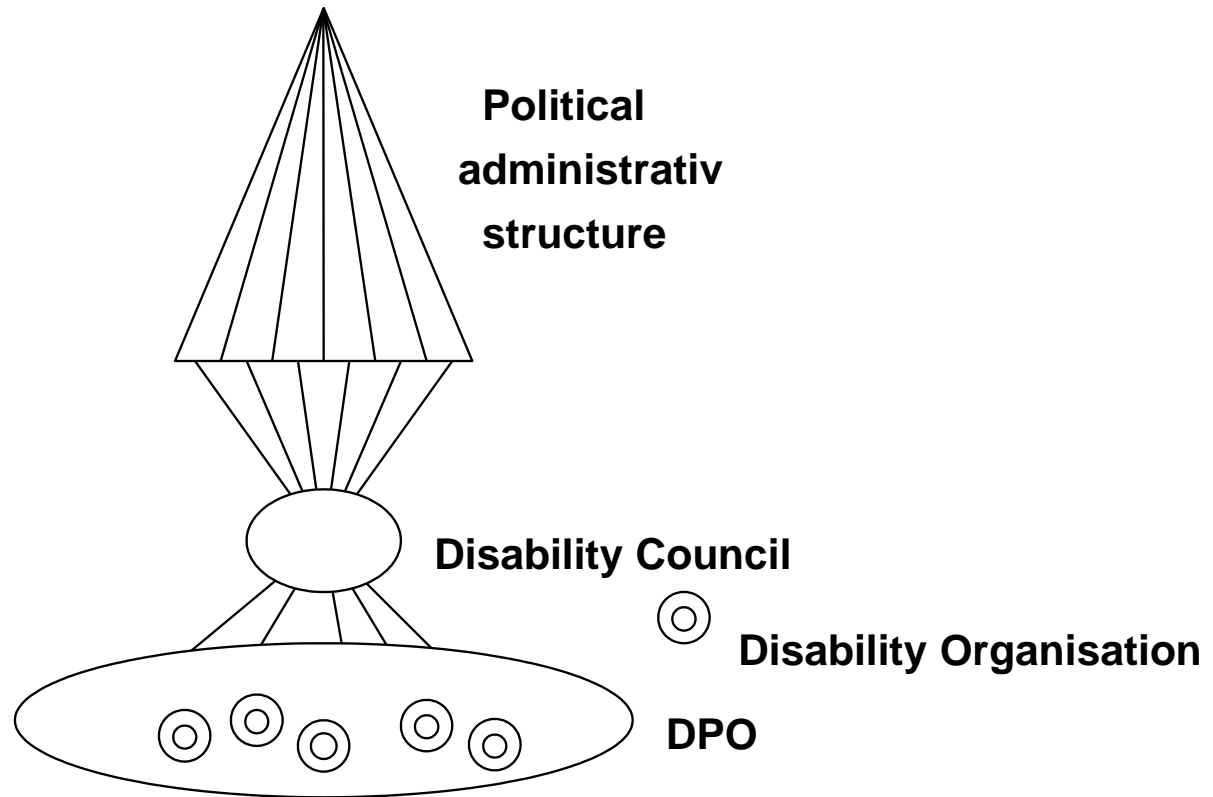 Political
administrativ
structure
Disability Council
Disability Organisation
DPO